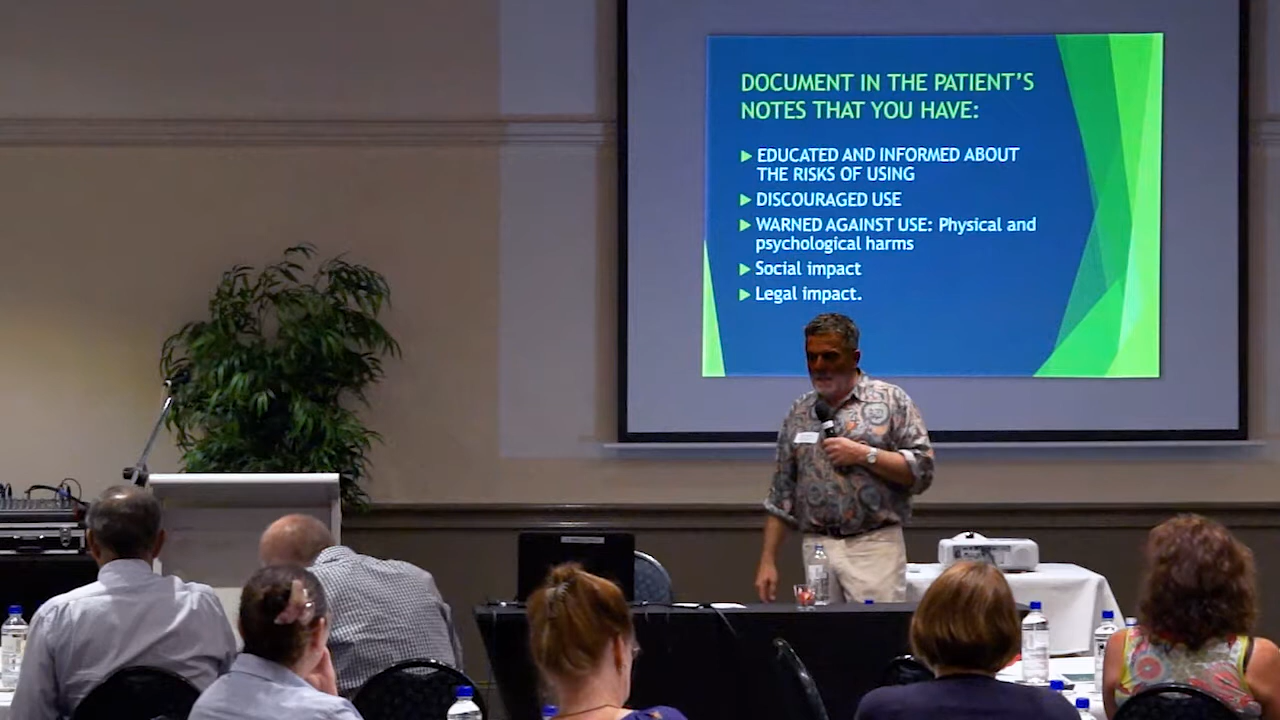 DOCUMENT IN THE PATIENT'S
NOTES THAT YOU HAVE:
EDUCATED AND INFORMED ABOUT
THE RISKS OF USING
DISCOURAGED USE
WARNED AGAINST USE: Physical and
psychological harms
Social impact
Legal impact.